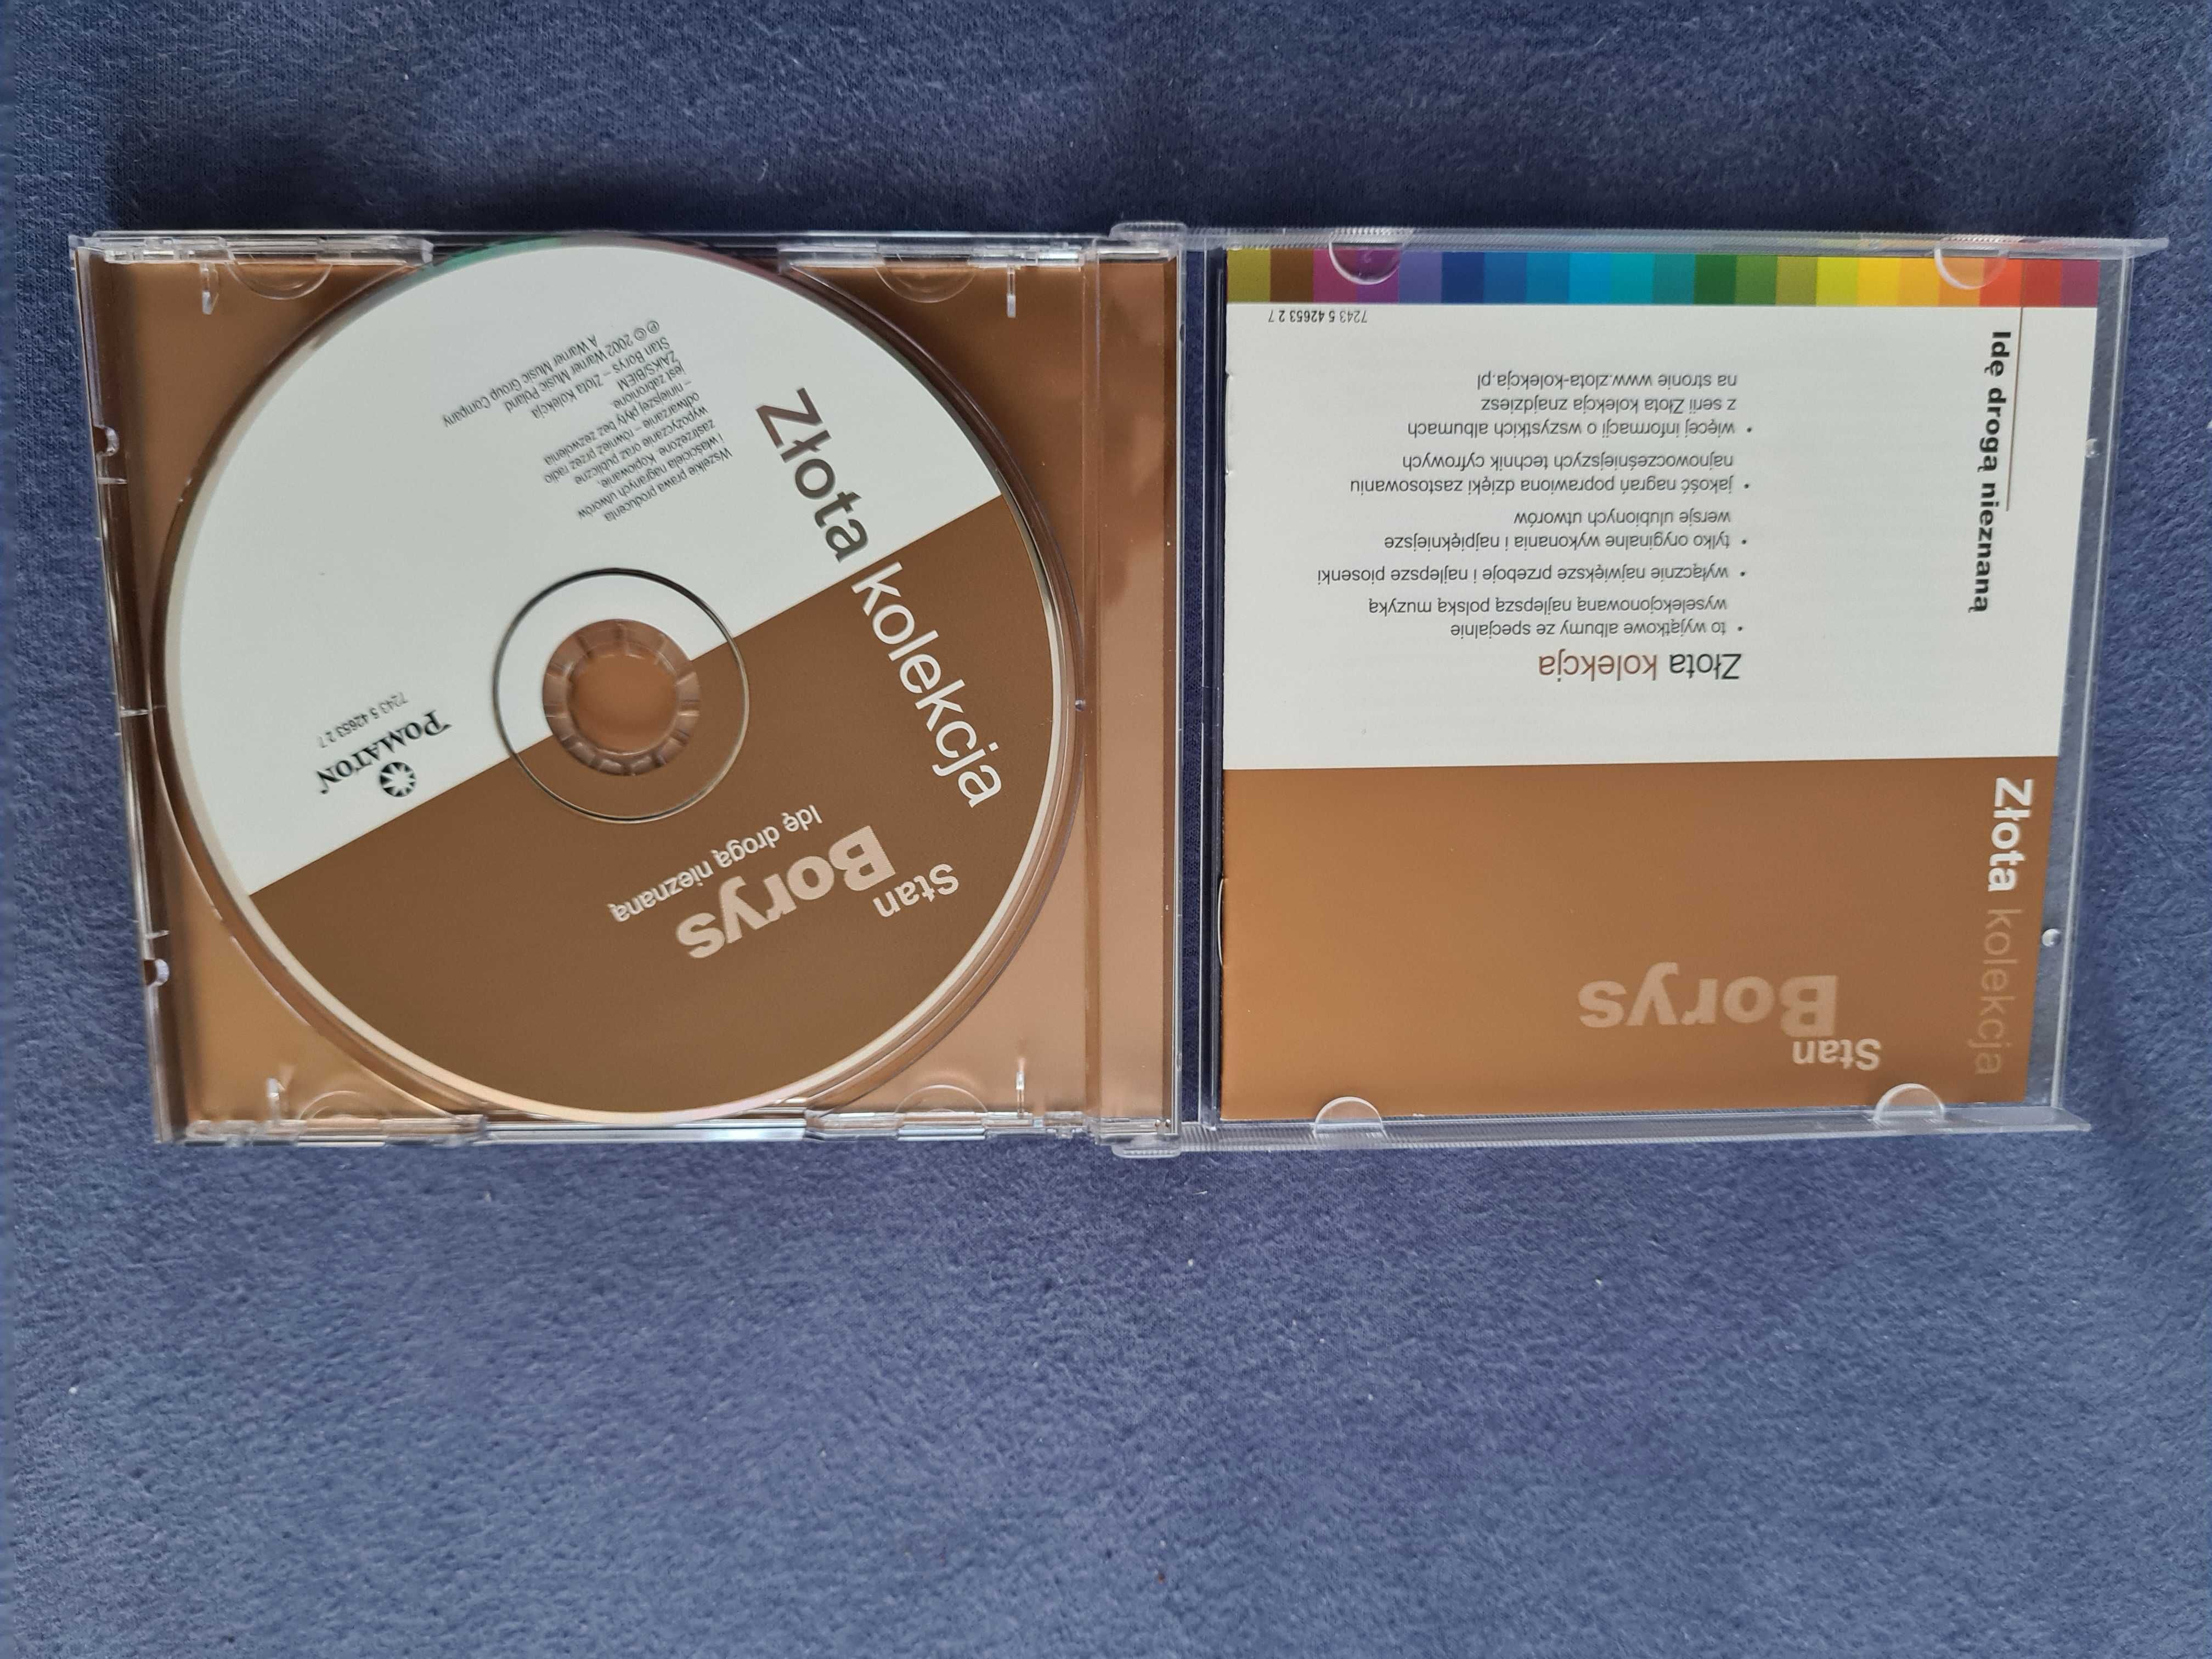 Stan
Borys
Złota kolekcja
Złota kolekcja
• to wyjątkowe albumy ze specjalnie
wyselekcjonowaną najlepszą polską muzyką
• wyłącznie największe przeboje i najlepsze piosenki
• tylko oryginalne wykonania i najpiękniejsze
wersje ulubionych utworów
• jakość nagrań poprawiona dzięki zastosowaniu
najnowocześniejszych technik cyfrowych
• więcej informacji o wszystkich albumach
z serii Złota kolekcja znajdziesz
na stronie www.zlota-kolekcja.pl
Idę drogą nieznaną
7243 5 42653 2 7
Stan
Borys
Idę drogą nieznaną
Złota kolekcja
POMATON
7243 5 42653 2 7
Wszelkie prawa producenta
i właściciela nagranych utworów
zastrzeżone. Kopiowanie,
wypożyczanie oraz publiczne
odtwarzanie – również przez radio
– niniejszej płyty bez zezwolenia
jest zabronione.
ZAiKS/BIEM
Stan Borys – Złota Kolekcja
℗ © 2002 Warner Music Poland
A Warner Music Group Company